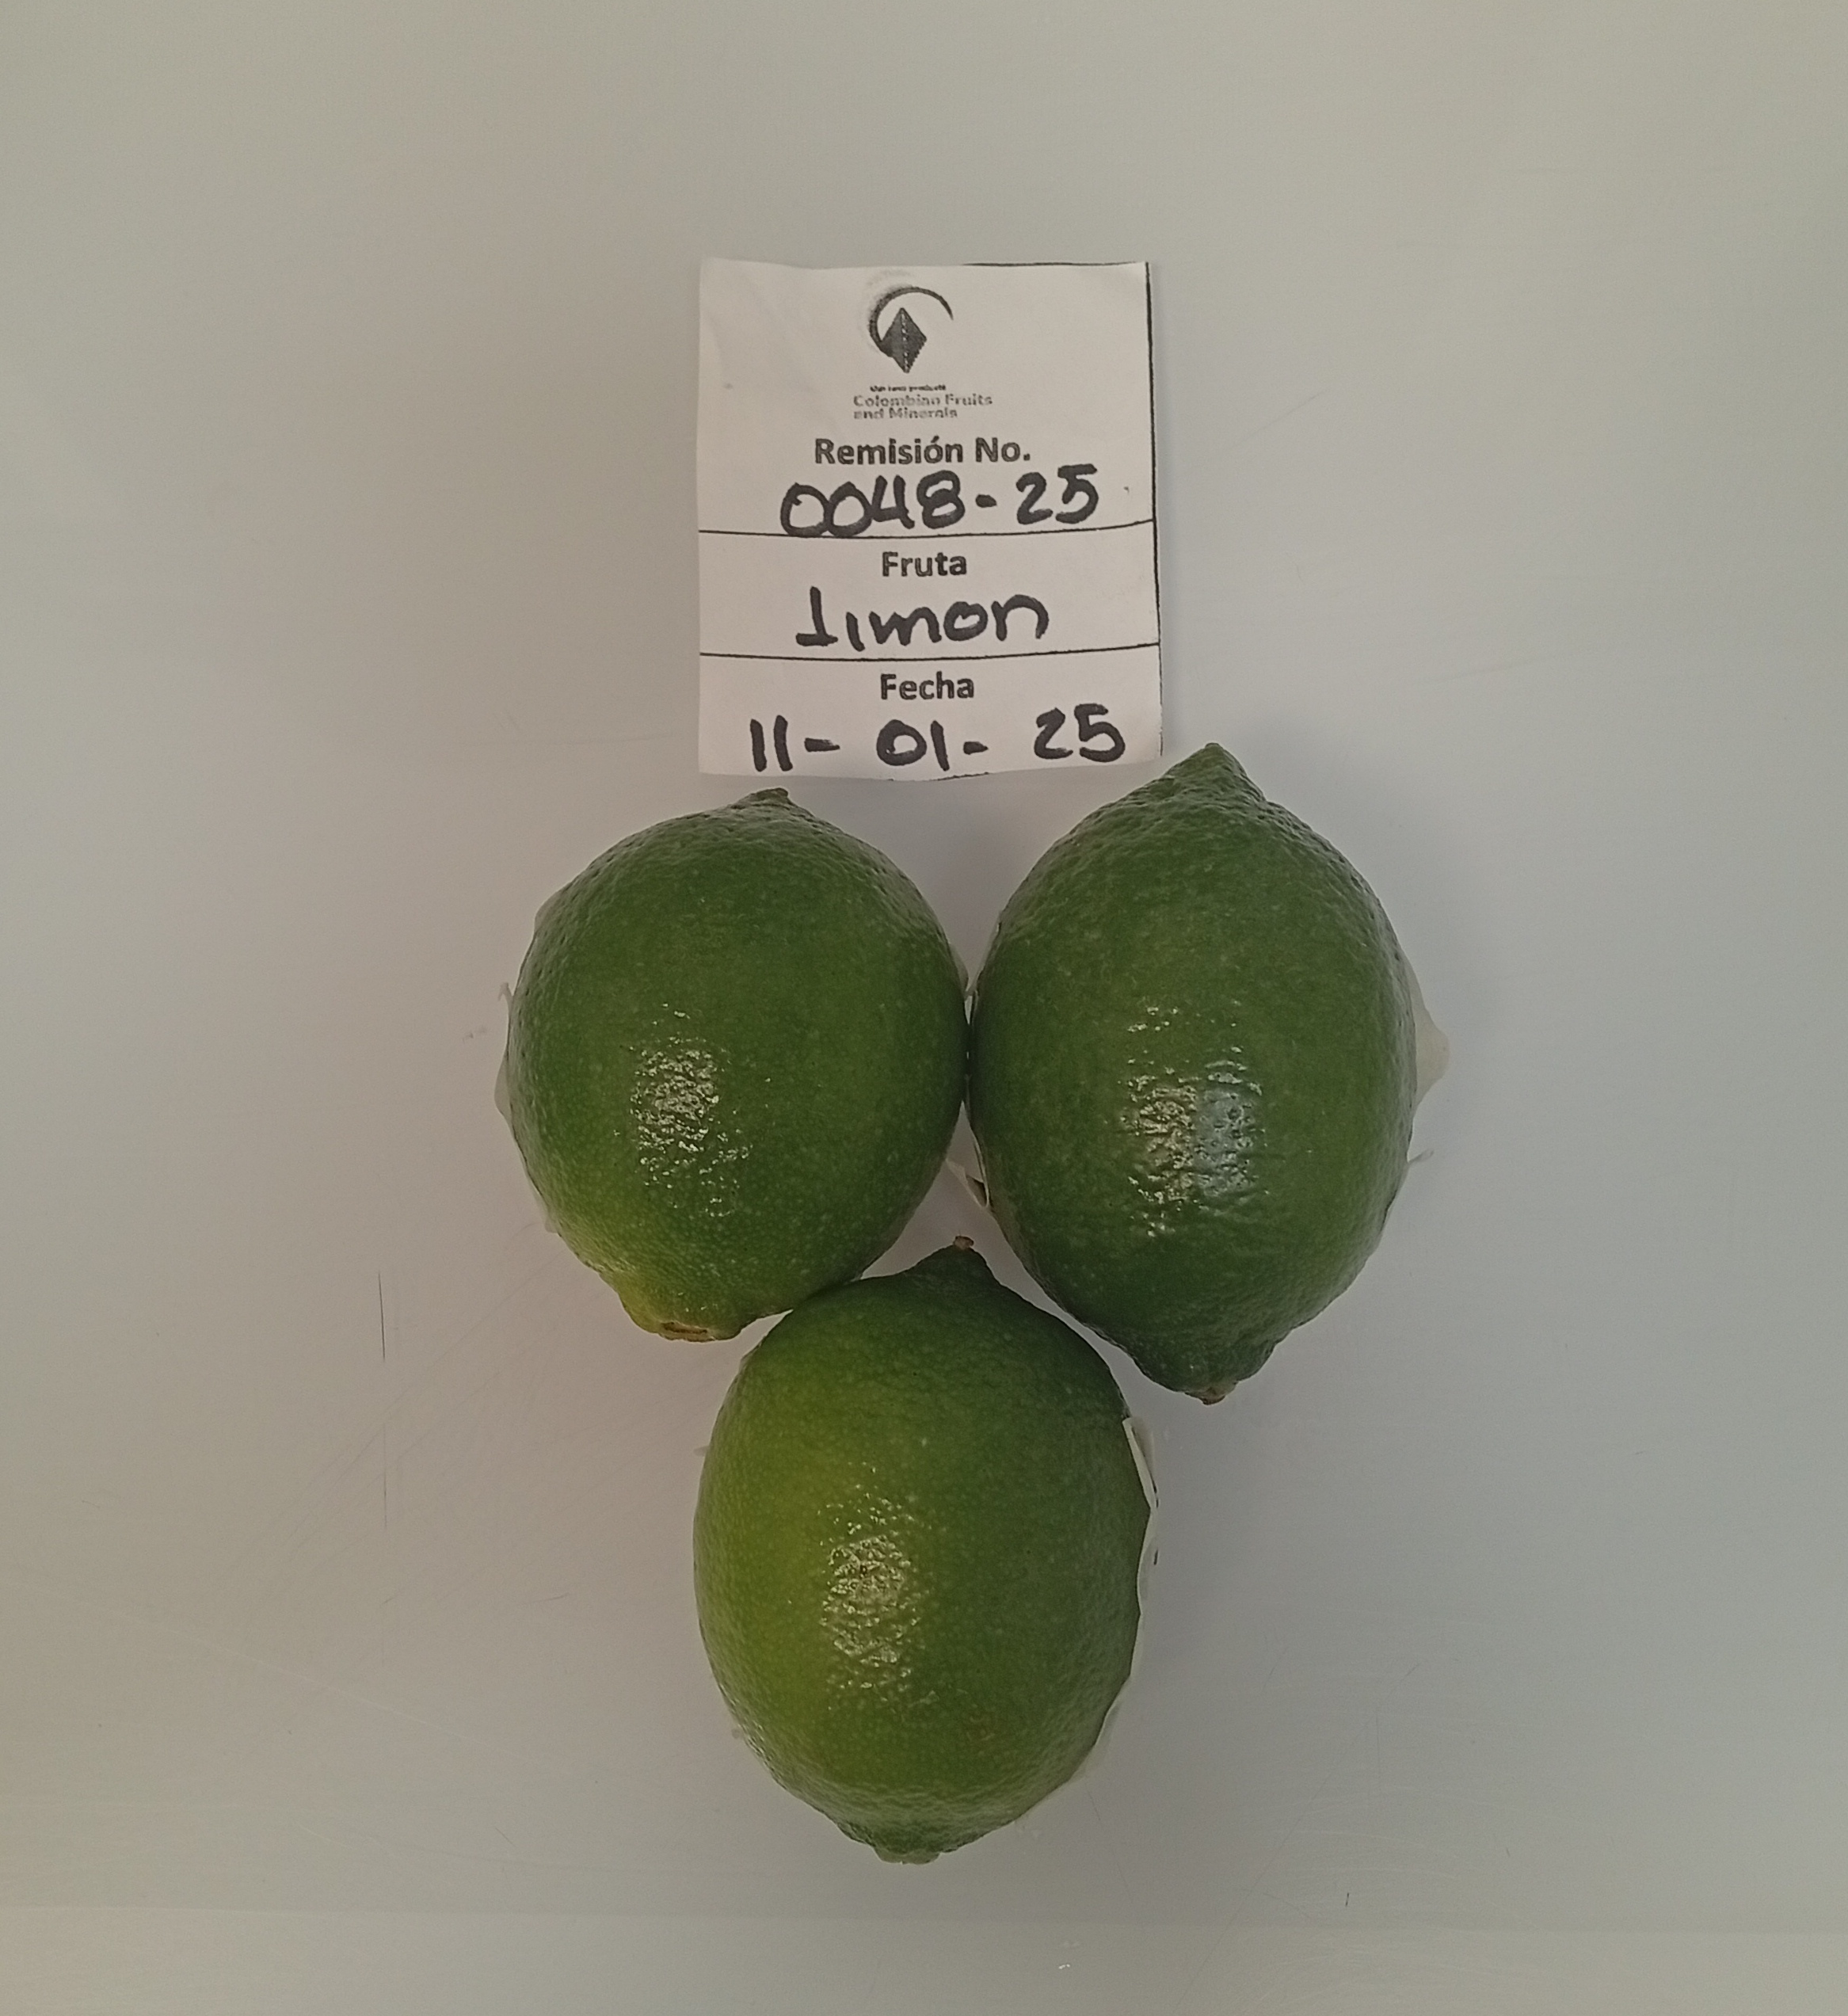 Colombian Fruits
and Minerals
Remisión No.
0048-25
Fruta
limon
Fecha
11-01-25